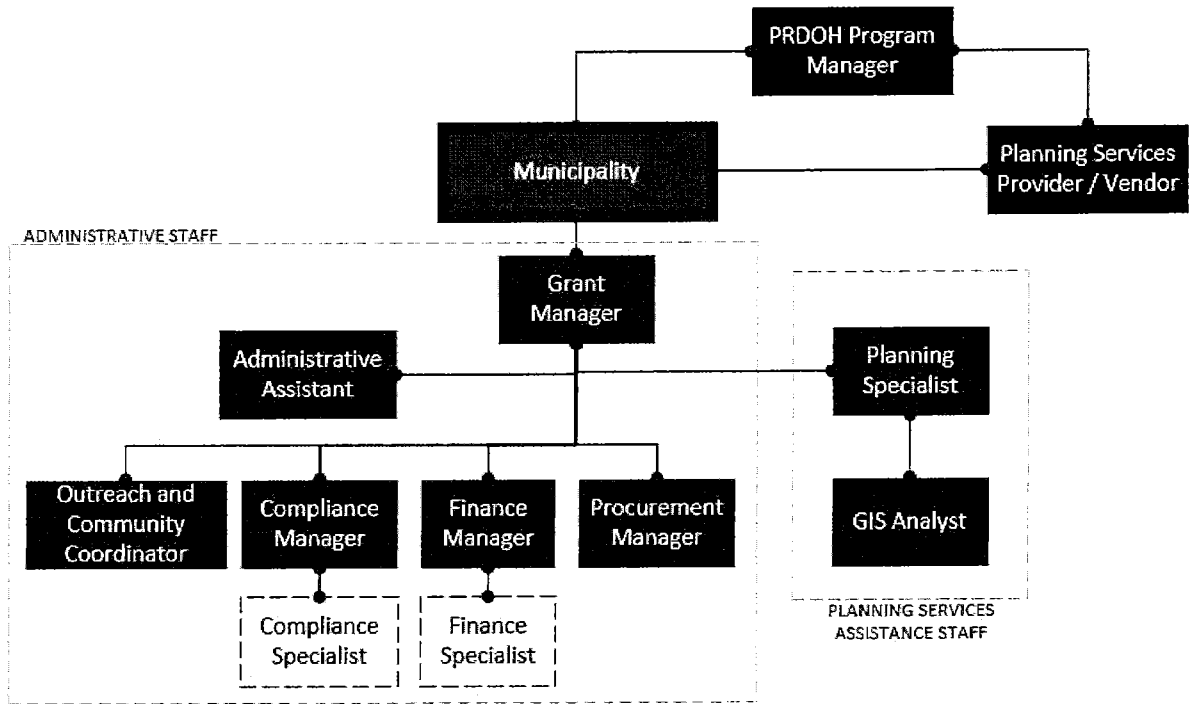 PRDOH Program
Manager
Municipality
Planning Services
Provider / Vendor
ADMINISTRATIVE STAFF
Grant
Manager
Administrative
Assistant
Planning
Specialist
Outreach and
Community
Coordinator
Compliance
Manager
Finance
Manager
Procurement
Manager
GIS Analyst
Compliance
Specialist
Finance
Specialist
PLANNING SERVICES
ASSISTANCE STAFF